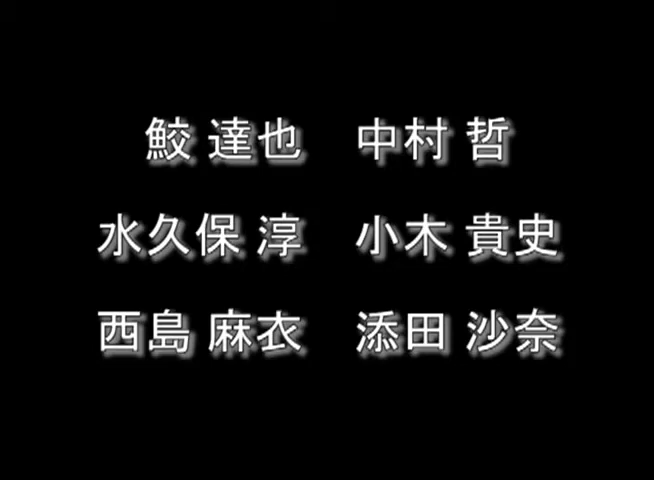 鮫 達也 中村 哲
水久保 淳 小木 貴史
西島 麻衣 添田 沙奈